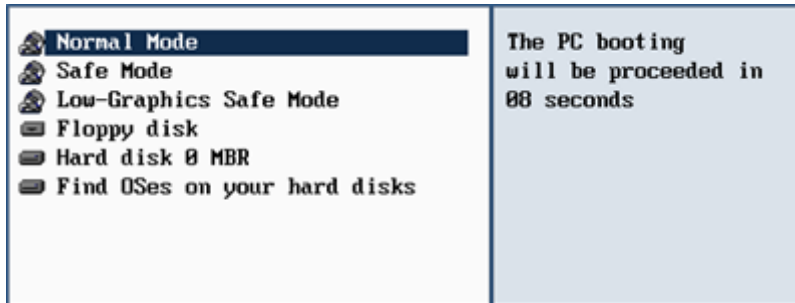 Normal Mode
Safe Mode
Low-Graphics Safe Mode
Floppy disk
Hard disk 0 MBR
Find OSes on your hard disks
The PC booting
will be proceeded in
08 seconds